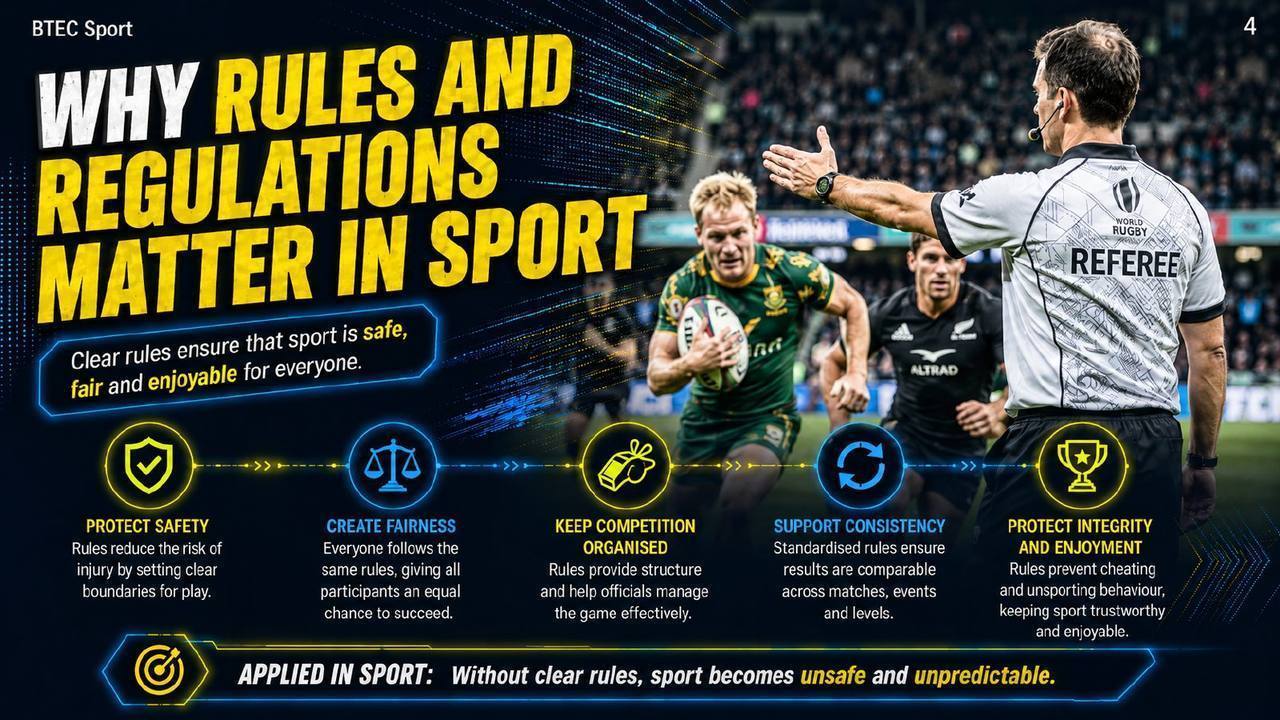 BTEC Sport
4
WHY RULES AND
REGULATIONS
MATTER IN SPORT
Clear rules ensure that sport is safe,
fair and enjoyable for everyone.
WORLD
RUGBY
REFEREE
ALTRAD
PROTECT SAFETY
Rules reduce the risk of
injury by setting clear
boundaries for play.
CREATE FAIRNESS
Everyone follows the
same rules, giving all
participants an equal
chance to succeed.
KEEP COMPETITION
ORGANISED
Rules provide structure
and help officials manage
the game effectively.
SUPPORT CONSISTENCY
Standardised rules ensure
results are comparable
across matches, events
and levels.
PROTECT INTEGRITY
AND ENJOYMENT
Rules prevent cheating
and unsporting behaviour,
keeping sport trustworthy
and enjoyable.
APPLIED IN SPORT: Without clear rules, sport becomes unsafe and unpredictable.